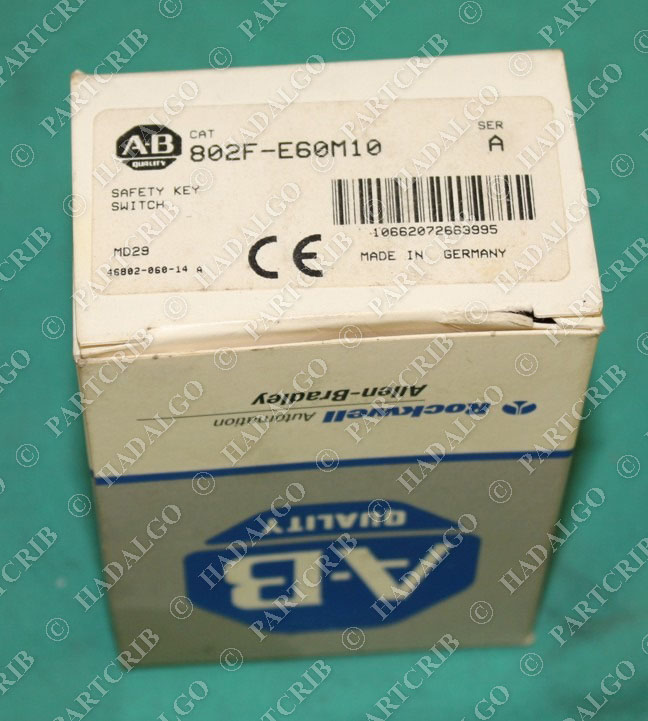 A-B
QUALITY
CAT
802F-E60M10
SER
A
SAFETY KEY
SWITCH
10662072663995
MD29
46802-060-14 A
CE
MADE IN GERMANY
Rockwell Automation
Allen-Bradley
A-B
QUALITY
© PARTCRIB
© HADALGO